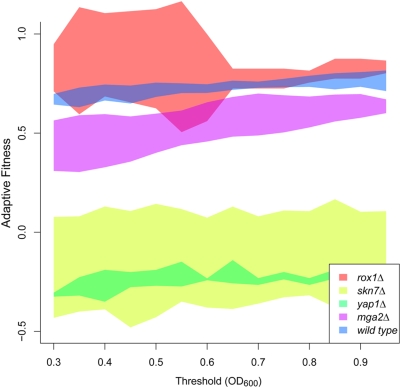 1.0
0.5
0.0
−0.5
Adaptive Fitness
rox1Δ
skn7Δ
yap1Δ
mga2Δ
wild type
0.3 0.4 0.5 0.6 0.7 0.8 0.9
Threshold (OD600)